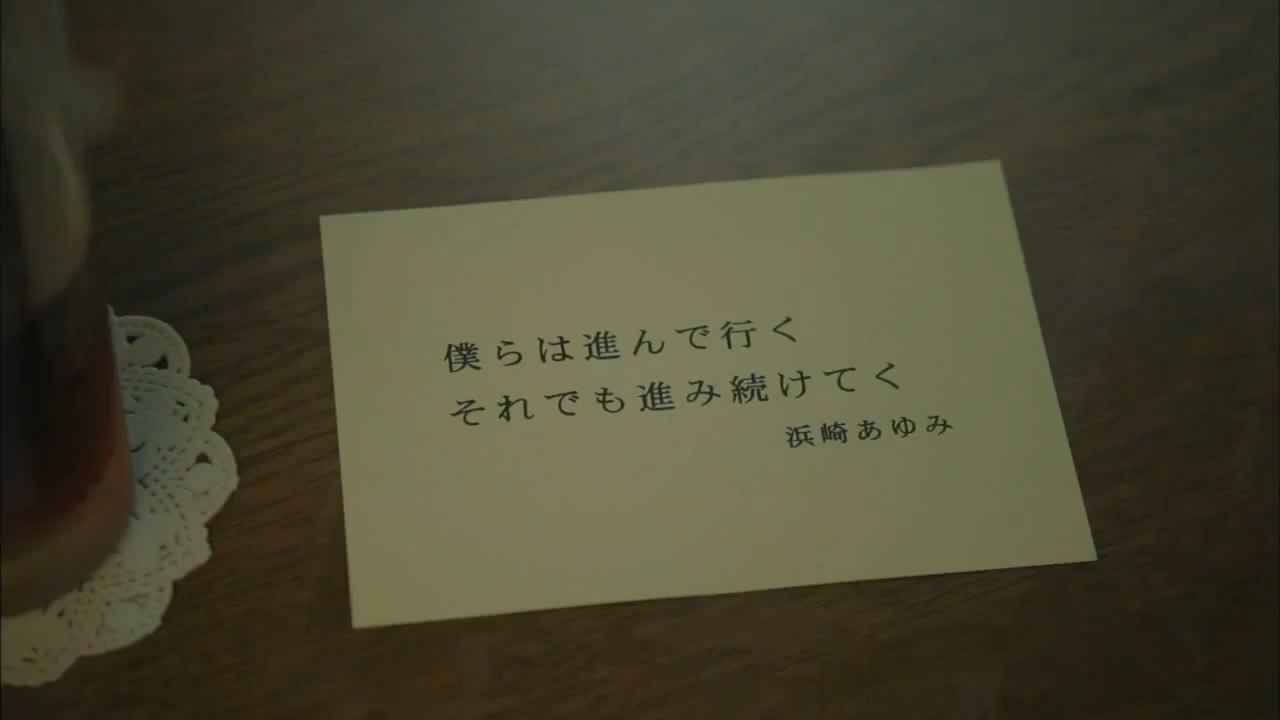 僕らは進んで行く
それでも進み続けてく
浜崎あゆみ